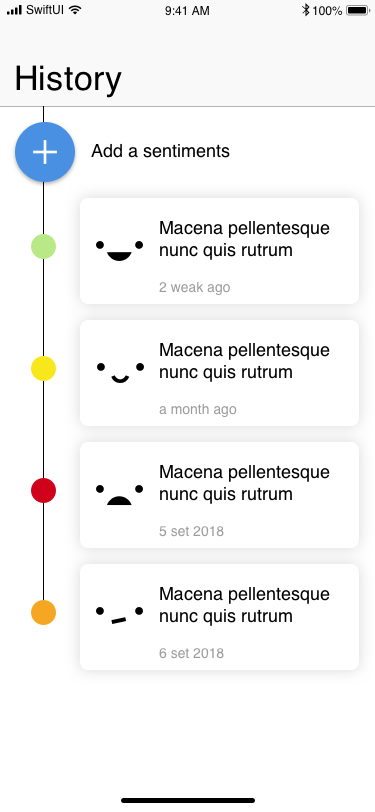 SwiftUI 9:41 AM 100%
History
Add a sentiments
Macena pellentesque
nunc quis rutrum
2 weak ago
Macena pellentesque
nunc quis rutrum
a month ago
Macena pellentesque
nunc quis rutrum
5 set 2018
Macena pellentesque
nunc quis rutrum
6 set 2018